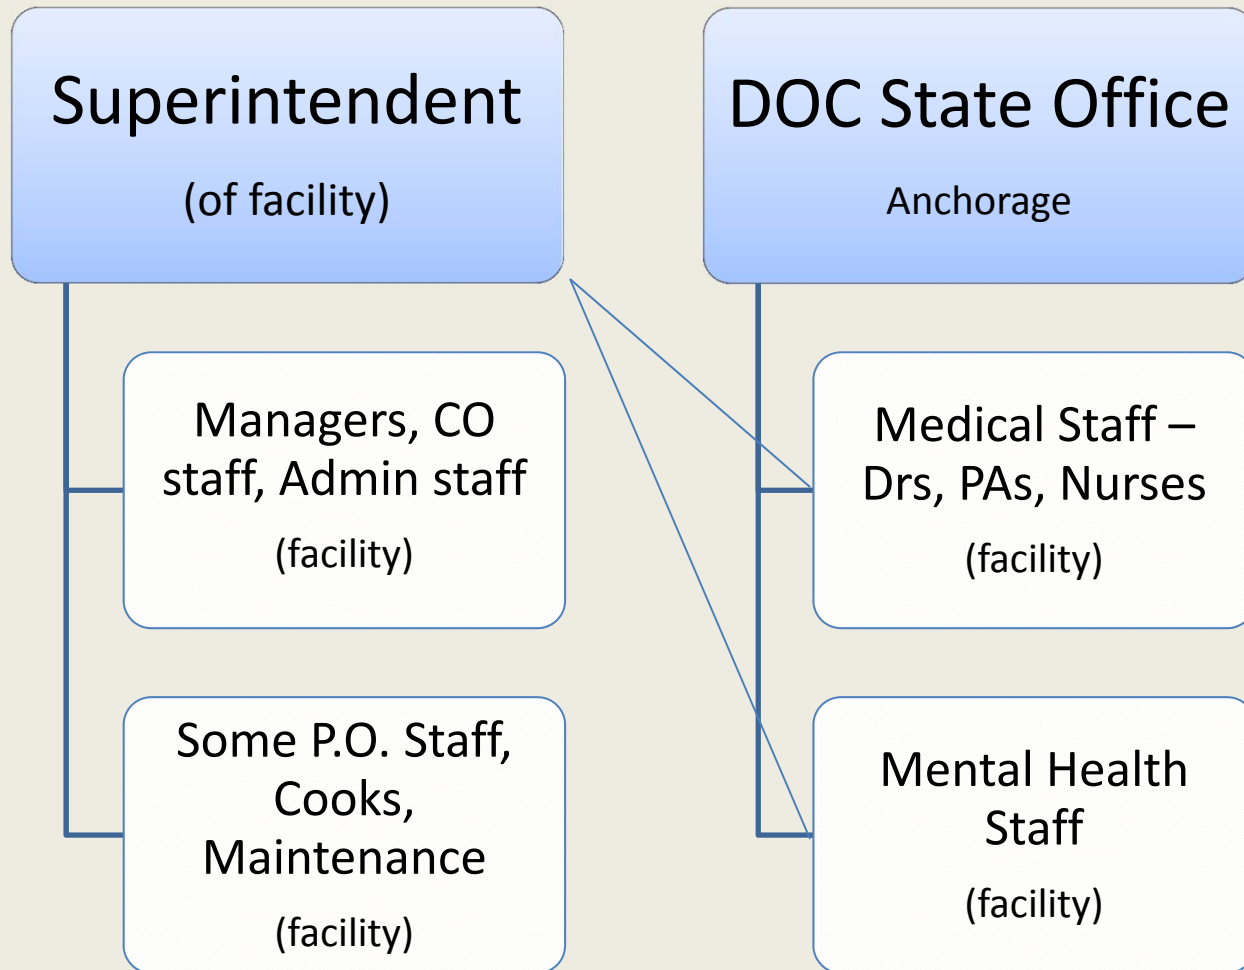 Superintendent
(of facility)
Managers, CO
staff, Admin staff
(facility)
Some P.O. Staff,
Cooks,
Maintenance
(facility)
DOC State Office
Anchorage
Medical Staff –
Drs, PAs, Nurses
(facility)
Mental Health
Staff
(facility)